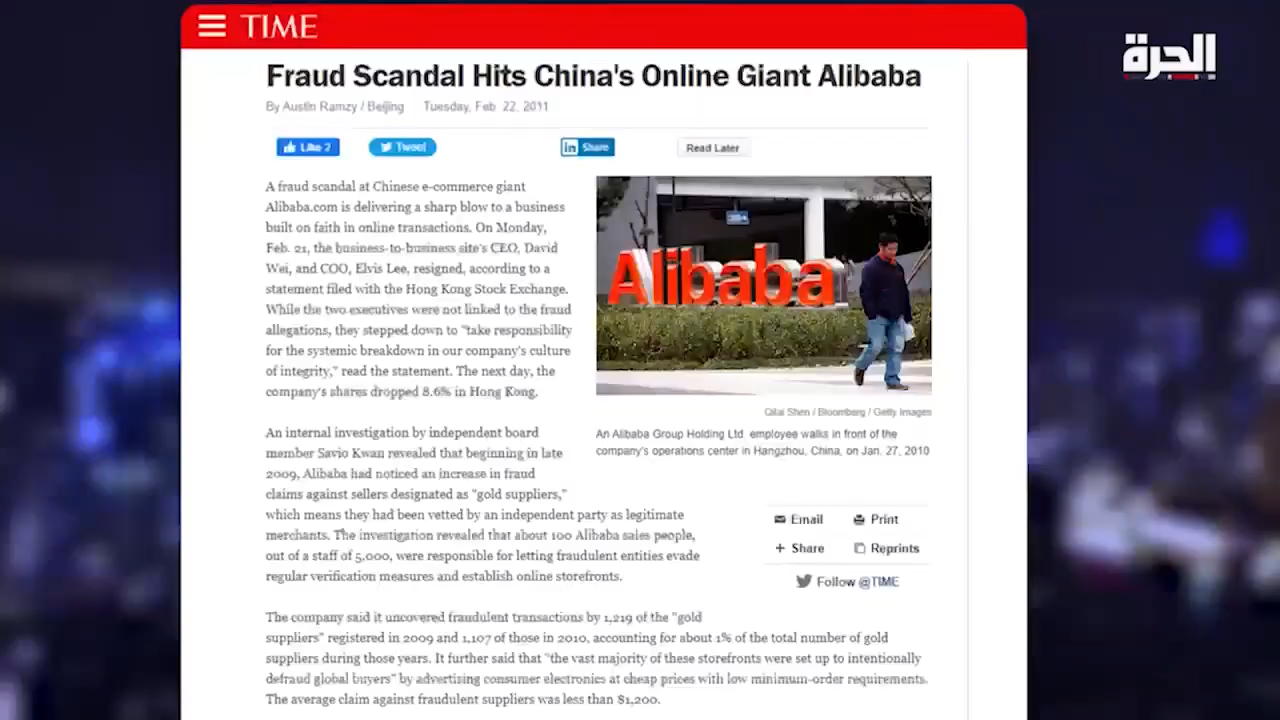 TIME
الحرة
Fraud Scandal Hits China's Online Giant Alibaba
By Austin Ramzy / Beijing Tuesday, Feb. 22, 2011
Like 2 Tweet in Share Read Later
A fraud scandal at Chinese e-commerce giant
Alibaba.com is delivering a sharp blow to a business
built on faith in online transactions. On Monday,
Feb. 21, the business-to-business site's CEO, David
Wei, and COO, Elvis Lee, resigned, according to a
statement filed with the Hong Kong Stock Exchange.
While the two executives were not linked to the fraud
allegations, they stepped down to "take responsibility
for the systemic breakdown in our company's culture
of integrity," read the statement. The next day, the
company's shares dropped 8.6% in Hong Kong.
Alibaba
Qilai Shen / Bloomberg / Getty Images
An Alibaba Group Holding Ltd. employee walks in front of the
company's operations center in Hangzhou, China, on Jan. 27, 2010
An internal investigation by independent board
member Savio Kwan revealed that beginning in late
2009, Alibaba had noticed an increase in fraud
claims against sellers designated as "gold suppliers,"
which means they had been vetted by an independent party as legitimate
merchants. The investigation revealed that about 100 Alibaba sales people,
out of a staff of 5,000, were responsible for letting fraudulent entities evade
regular verification measures and establish online storefronts.
Email Print
+ Share Reprints
Follow @TIME
The company said it uncovered fraudulent transactions by 1,219 of the "gold
suppliers" registered in 2009 and 1,107 of those in 2010, accounting for about 1% of the total number of gold
suppliers during those years. It further said that "the vast majority of these storefronts were set up to intentionally
defraud global buyers" by advertising consumer electronics at cheap prices with low minimum-order requirements.
The average claim against fraudulent suppliers was less than $1,200.